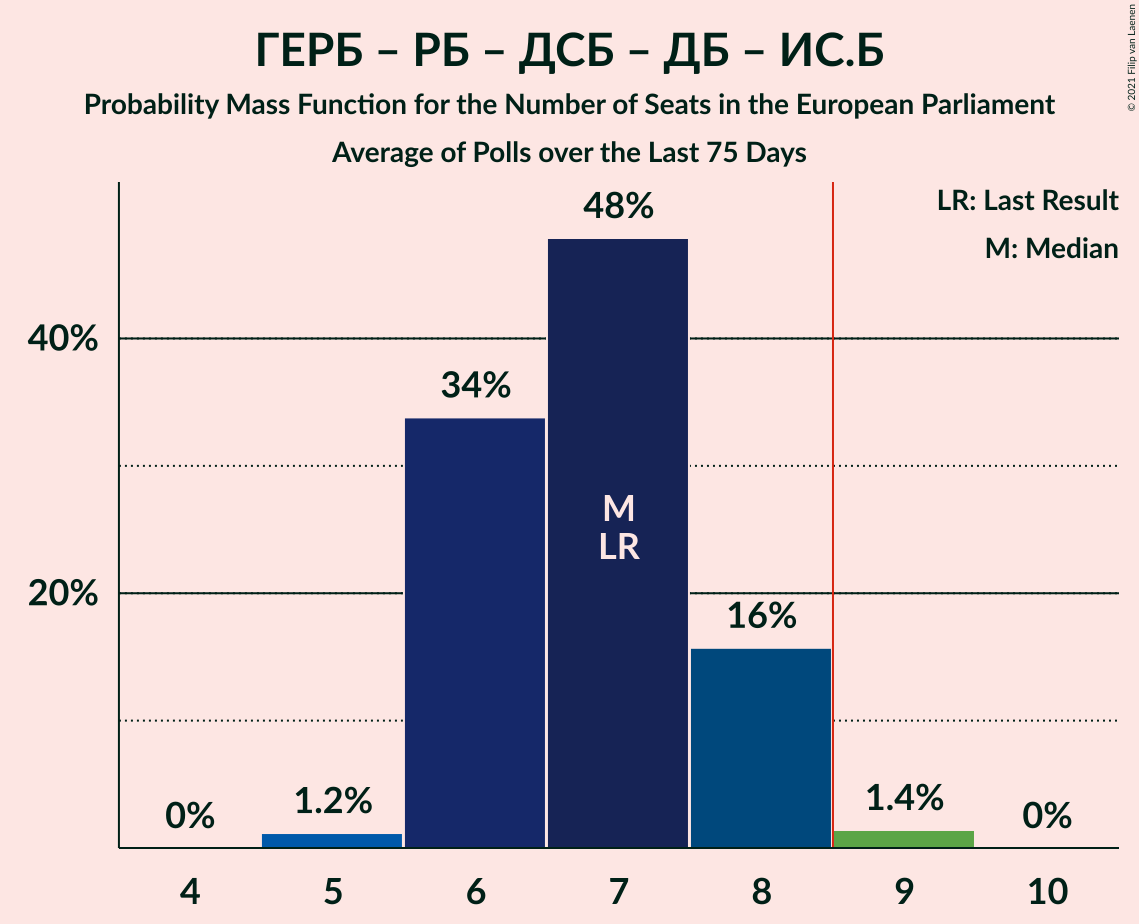 ГЕРБ – РБ – ДСБ – ДБ – ИС.Б
Probability Mass Function for the Number of Seats in the European Parliament
Average of Polls over the Last 75 Days
© 2021 Filip van Laenen
LR: Last Result
M: Median
48%
40%
34%
M
LR
20%
16%
0%
1.2%
1.4%
0%
4 5 6 7 8 9 10